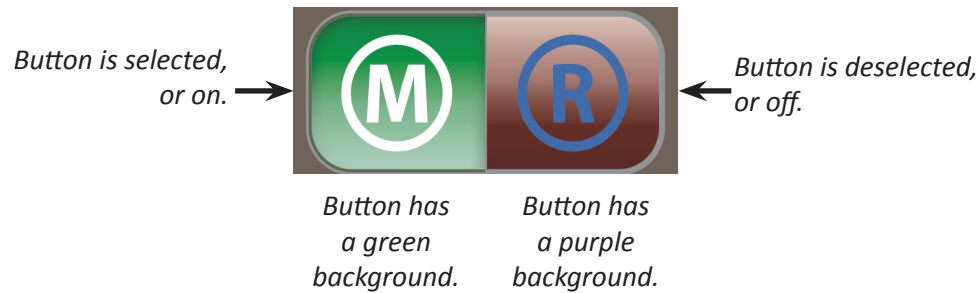 Button is selected,
or on.
M
R
Button is deselected,
or off.
Button has
a green
background.
Button has
a purple
background.